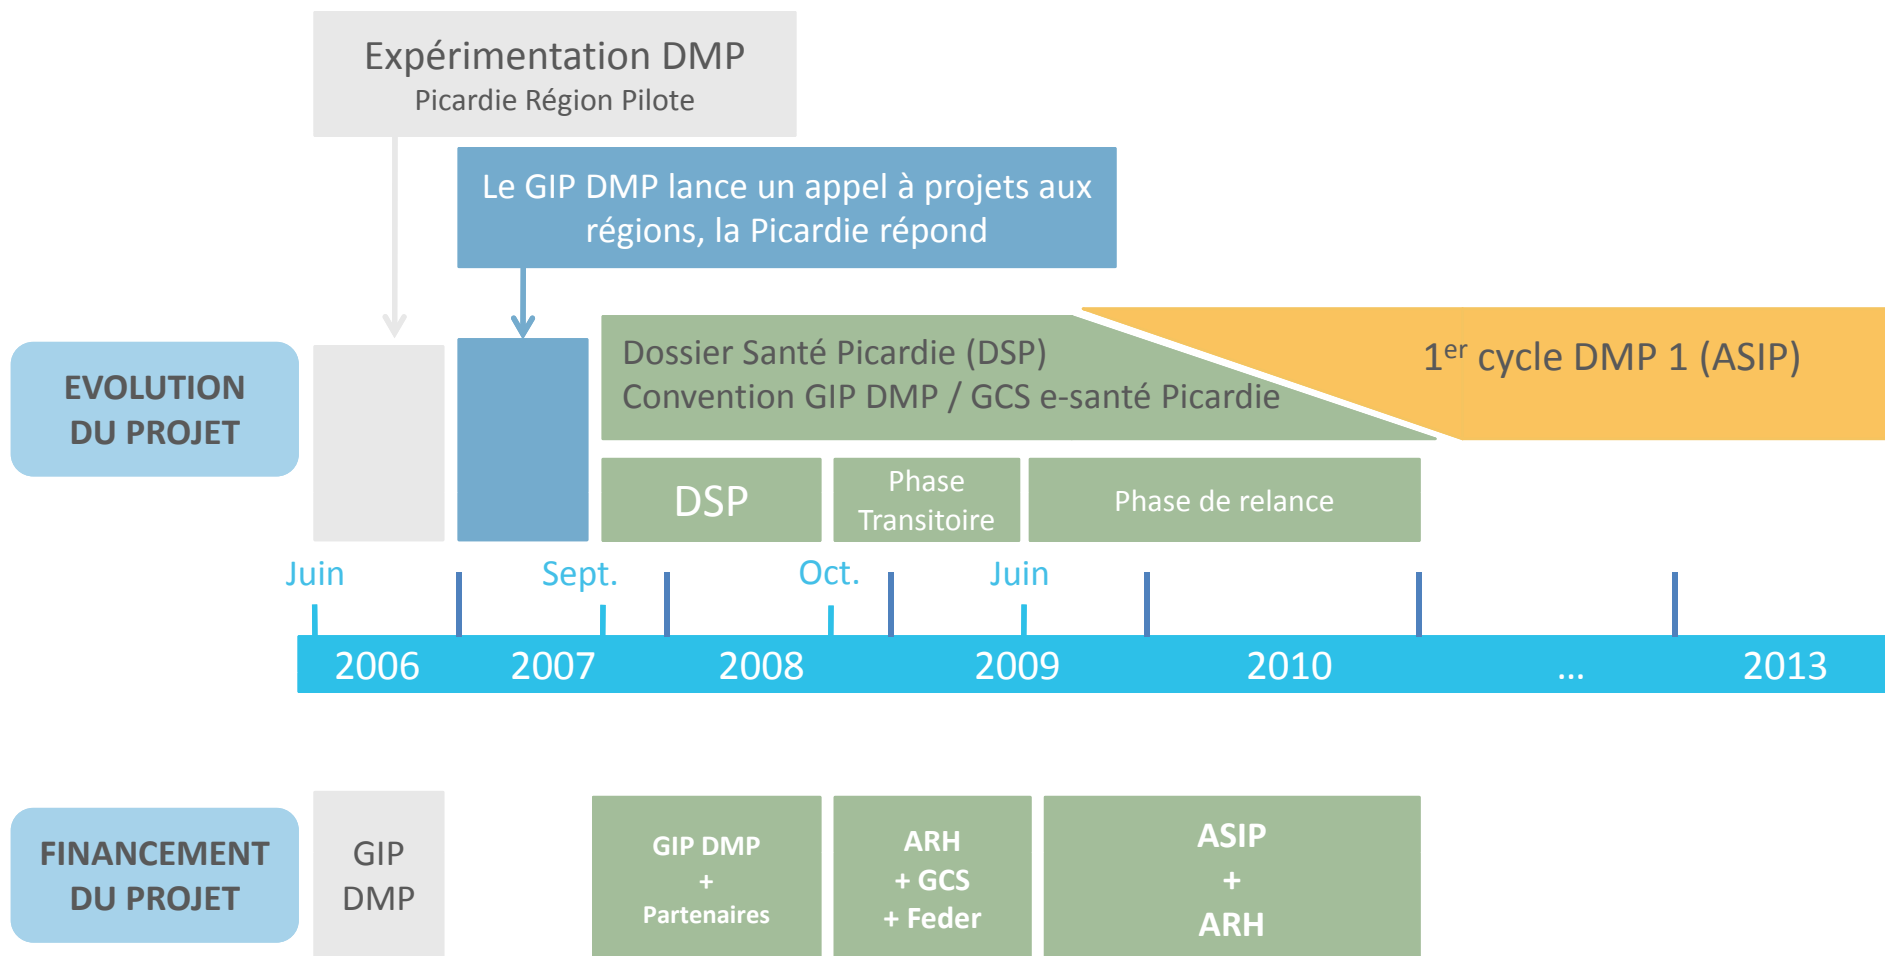 Expérimentation DMP
Picardie Région Pilote
Le GIP DMP lance un appel à projets aux
régions, la Picardie répond
EVOLUTION
DU PROJET
Dossier Santé Picardie (DSP)
Convention GIP DMP / GCS e-santé Picardie
1er cycle DMP 1 (ASIP)
DSP
Phase
Transitoire
Phase de relance
Juin
Sept.
Oct.
Juin
2006
2007
2008
2009
2010
...
2013
FINANCEMENT
DU PROJET
GIP
DMP
GIP DMP
+
Partenaires
ARH
+ GCS
+ Feder
ASIP
+
ARH